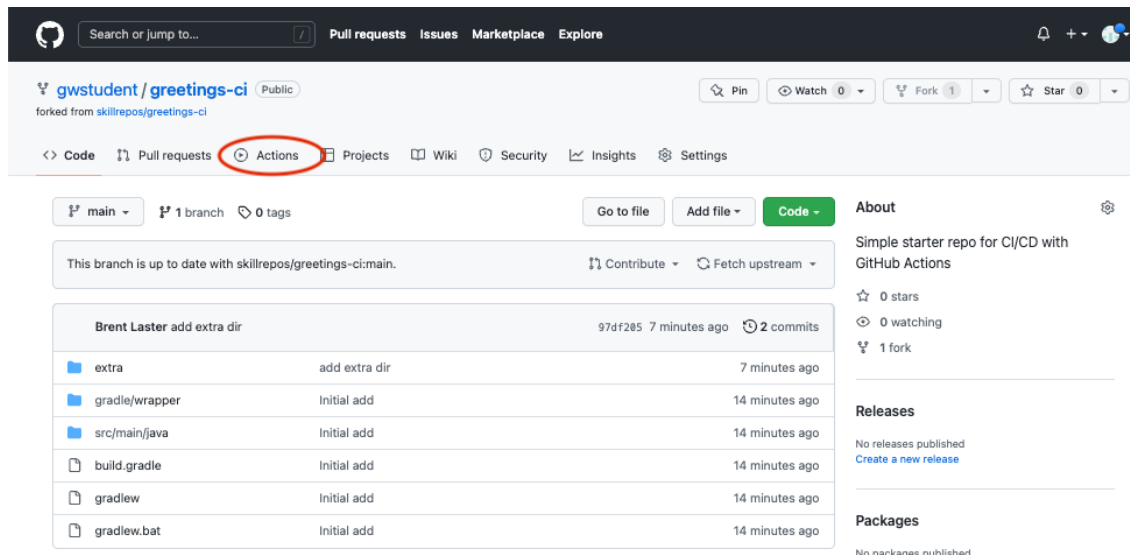 Search or jump to... / Pull requests Issues Marketplace Explore
gwstudent / greetings-ci Public Pin Watch 0 Fork 1 Star 0
forked from skillrepos/greetings-ci
Code Pull requests Actions Projects Wiki Security Insights Settings
main 1 branch 0 tags Go to file Add file Code
This branch is up to date with skillrepos/greetings-ci:main. Contribute Fetch upstream
Brent Laster add extra dir 97df205 7 minutes ago 2 commits
extra add extra dir 7 minutes ago
gradle/wrapper Initial add 14 minutes ago
src/main/java Initial add 14 minutes ago
build.gradle Initial add 14 minutes ago
gradlew Initial add 14 minutes ago
gradlew.bat Initial add 14 minutes ago
About
Simple starter repo for CI/CD with
GitHub Actions
0 stars
0 watching
1 fork
Releases
No releases published
Create a new release
Packages
No packages published